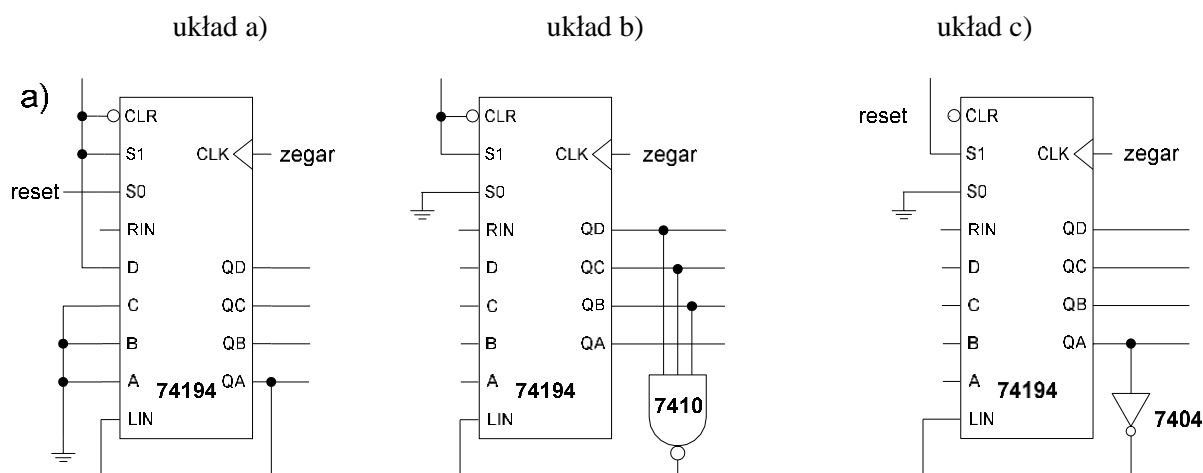 układ a)
układ b)
układ c)
a)
CLR
S1
CLK
zegar
reset
S0
RIN
D
QD
C
QC
B
QB
A
74194
QA
LIN
CLR
S1
CLK
zegar
S0
RIN
QD
D
QC
C
QB
B
QA
A
74194
7410
LIN
reset
CLR
S1
CLK
zegar
S0
RIN
QD
D
QC
C
QB
B
QA
A
74194
7404
LIN